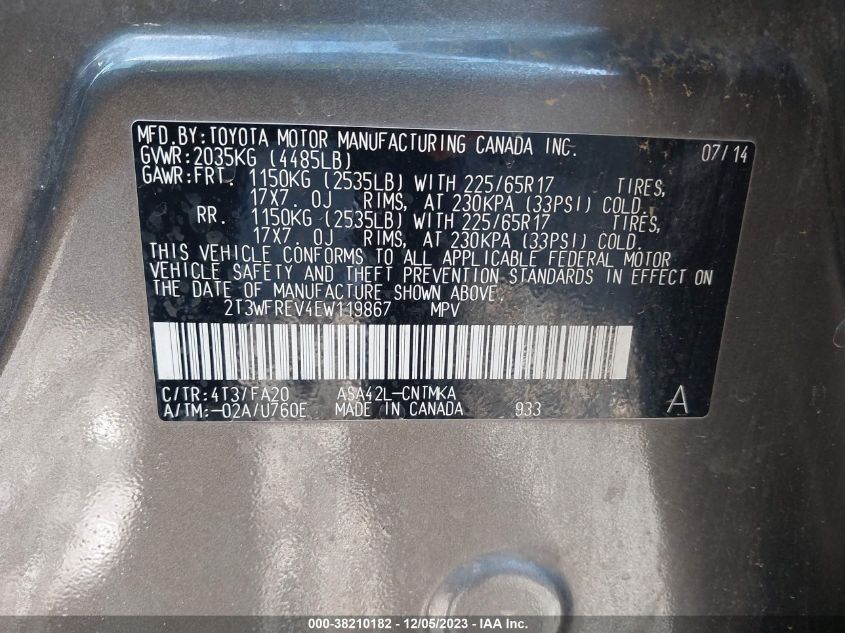 MFD.BY:TOYOTA MOTOR MANUFACTURING CANADA INC. 07/14
GVWR:2035KG (4485LB)
GAWR:FRT. 1150KG (2535LB) WITH 225/65R17 TIRES,
17X7.0J RIMS, AT 230KPA (33PSI) COLD.
RR. 1150KG (2535LB) WITH 225/65R17 TIRES,
17X7.0J RIMS, AT 230KPA (33PSI) COLD.
THIS VEHICLE CONFORMS TO ALL APPLICABLE FEDERAL MOTOR
VEHICLE SAFETY AND THEFT PREVENTION STANDARDS IN EFFECT ON
THE DATE OF MANUFACTURE SHOWN ABOVE.
2T3WFREV4EW119867 MPV
C/TR:4T3/FA20 ASA42L-CNTMKA
A/TM:-02A/U760E MADE IN CANADA 933 A
000-38210182 - 12/05/2023 - IAA Inc.